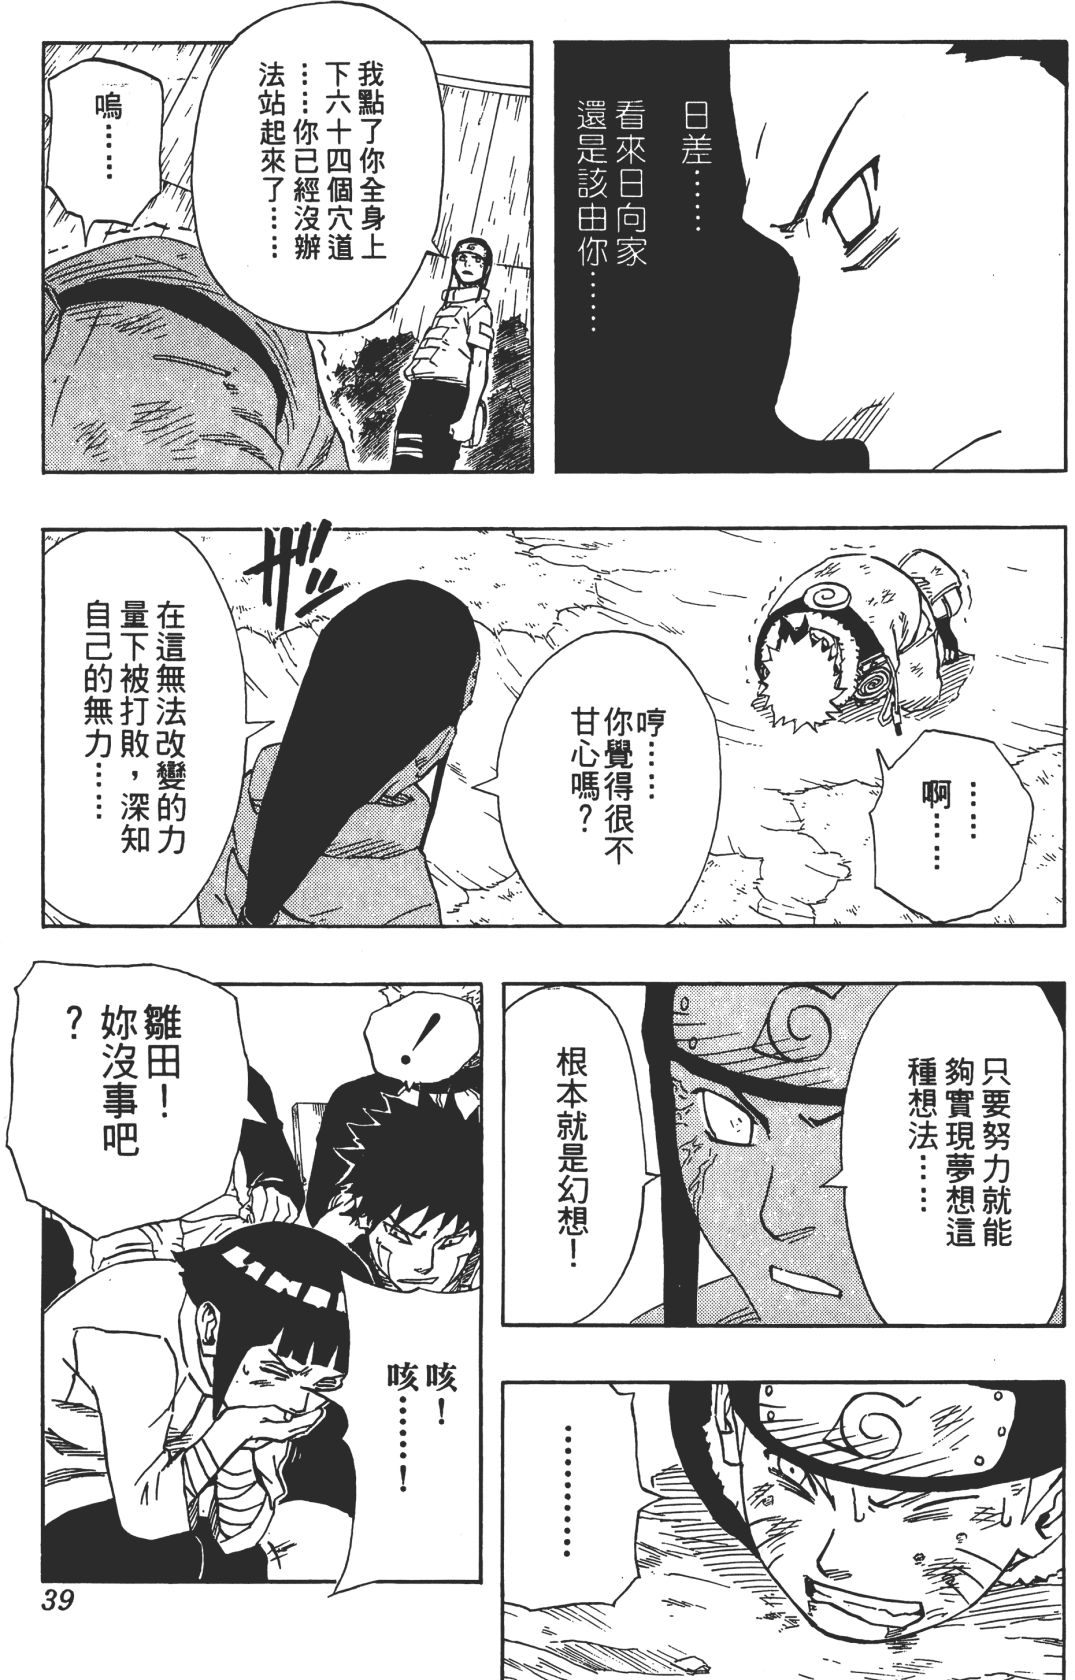 日差……
看來日向家
還是該由你……
我點了你全身上
下六十四個穴道
……你已經沒辦
法站起來了……
嗚……
……
啊……
哼……
你覺得很不
甘心嗎？
在這無法改變的力
量下被打敗，深知
自己的無力……
ガッ
只要努力就能
夠實現夢想這
種想法……
根本就是幻想！
…………
！
雛田！
妳沒事吧
？
咳！
咳……！
39